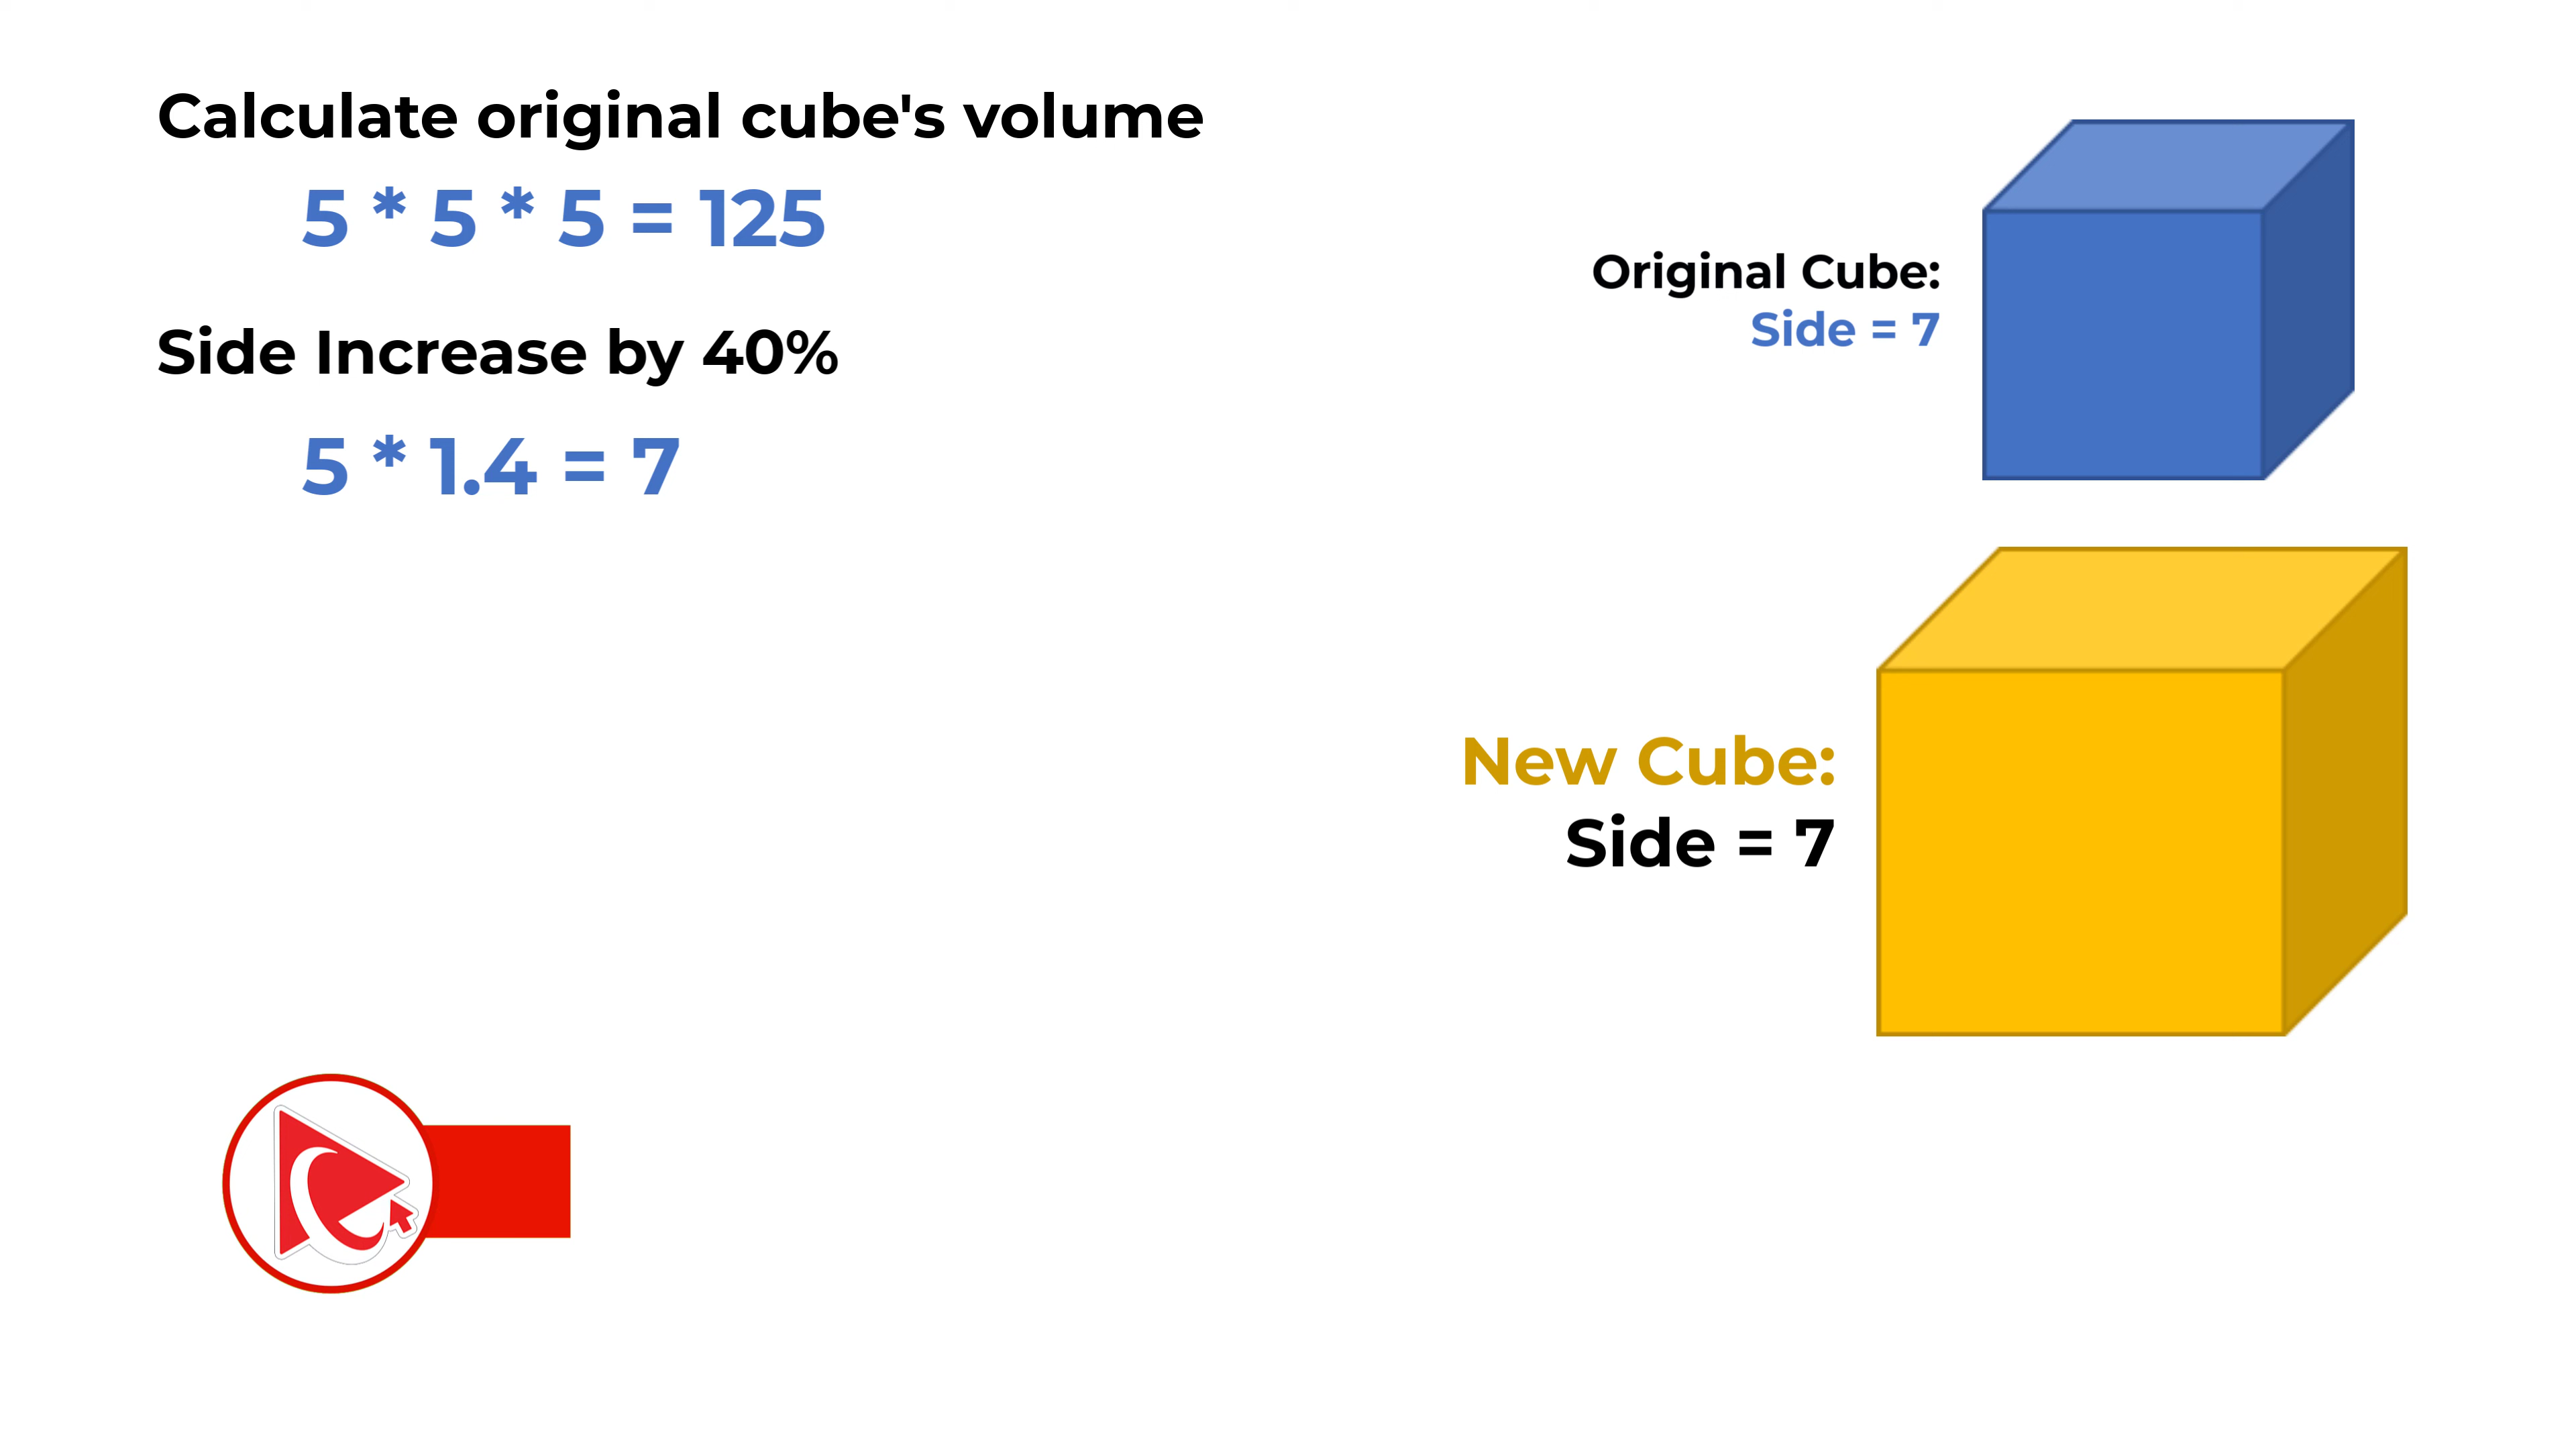 Calculate original cube's volume
5 * 5 * 5 = 125
Side Increase by 40%
5 * 1.4 = 7
Original Cube:
Side = 7
New Cube:
Side = 7